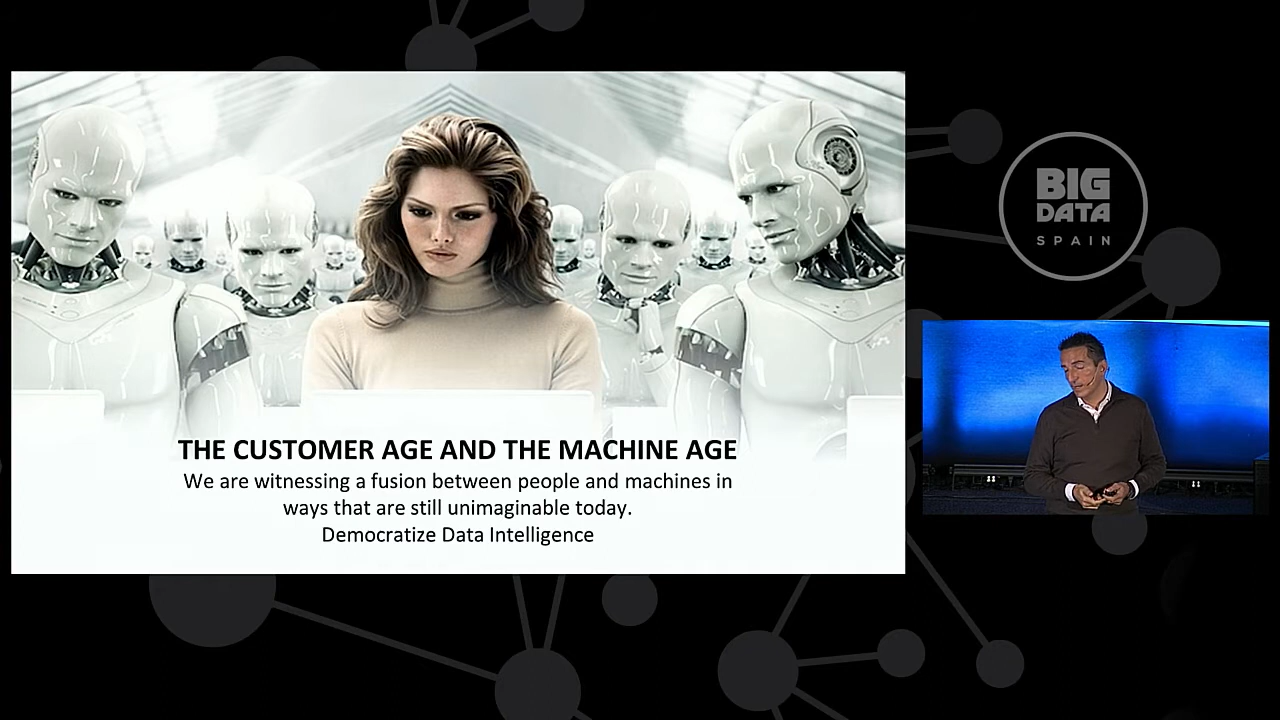 THE CUSTOMER AGE AND THE MACHINE AGE
We are witnessing a fusion between people and machines in
ways that are still unimaginable today.
Democratize Data Intelligence
BIG
DATA
SPAIN